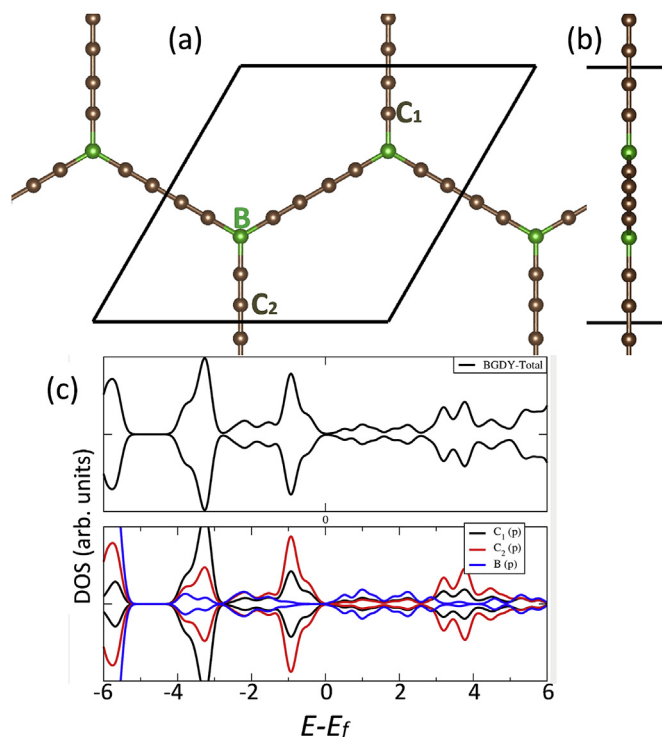 (a)
(b)
C₁
B
C₂
(c)
BGDY-Total
0
DOS (arb. units)
C₁ (p)
C₂ (p)
B (p)
-6 -4 -2 0 2 4 6
E-E𝑓